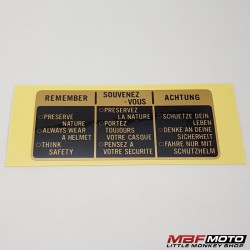 REMEMBER
PRESERVE
NATURE
ALWAYS WEAR
A HELMET
THINK
SAFETY
SOUVENEZ
-VOUS
PRESERVEZ
LA NATURE
PORTEZ
TOUJOURS
VOTRE CASQUE
PENSEZ A
VOTRE SECURITE
ACHTUNG
SCHUETZE DEIN
LEBEN
DENKE AN DEINE
SICHERHEIT
FAHRE NUR MIT
SCHUTZHELM
MBFMOTO
LITTLE MONKEY SHOP